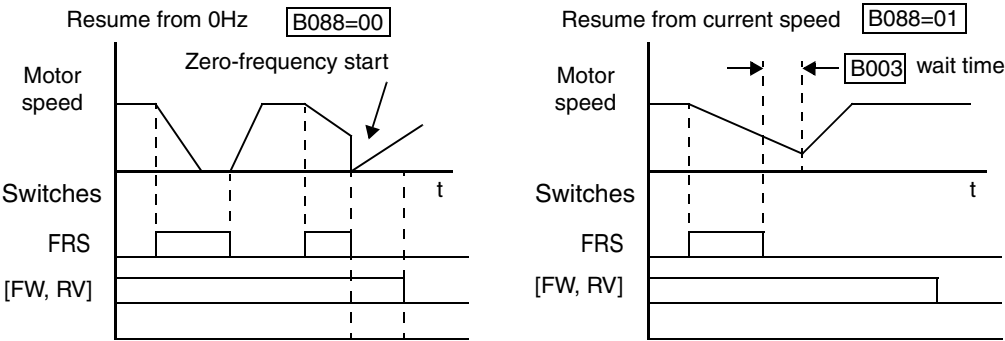 Resume from 0Hz B088=00
Zero-frequency start
Motor
speed
t
Switches
FRS
[FW, RV]
Resume from current speed B088=01
B003 wait time
Motor
speed
t
Switches
FRS
[FW, RV]